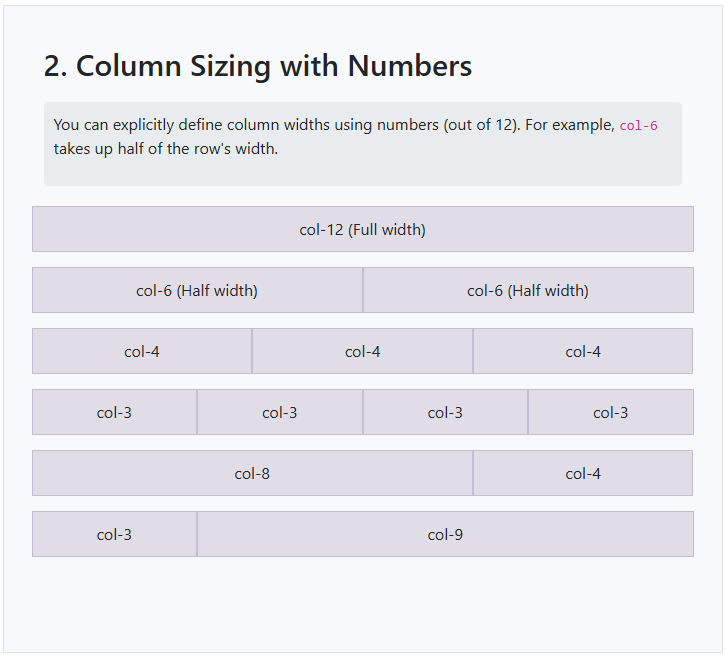 2. Column Sizing with Numbers
You can explicitly define column widths using numbers (out of 12). For example, col-6
takes up half of the row's width.
col-12 (Full width)
col-6 (Half width) col-6 (Half width)
col-4 col-4 col-4
col-3 col-3 col-3 col-3
col-8 col-4
col-3 col-9